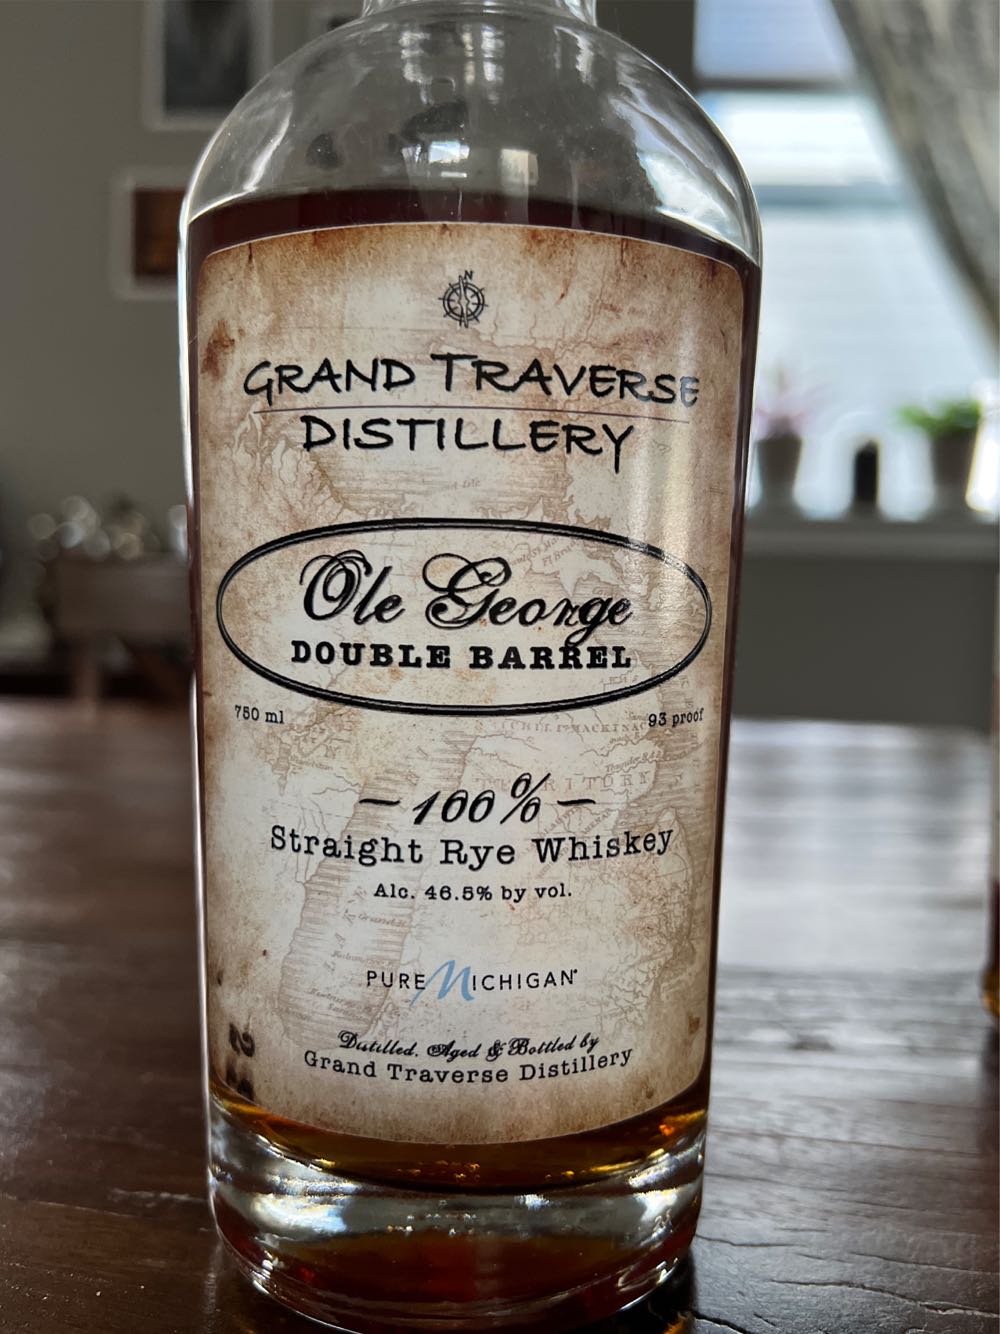 N
GRAND TRAVERSE
DISTILLERY
Ole George
DOUBLE BARREL
750 ml
93 proof
TERRITORY
- 100% -
Straight Rye Whiskey
Alc. 46.5% by vol.
PURE MICHIGAN
Distilled, Aged & Bottled by
Grand Traverse Distillery